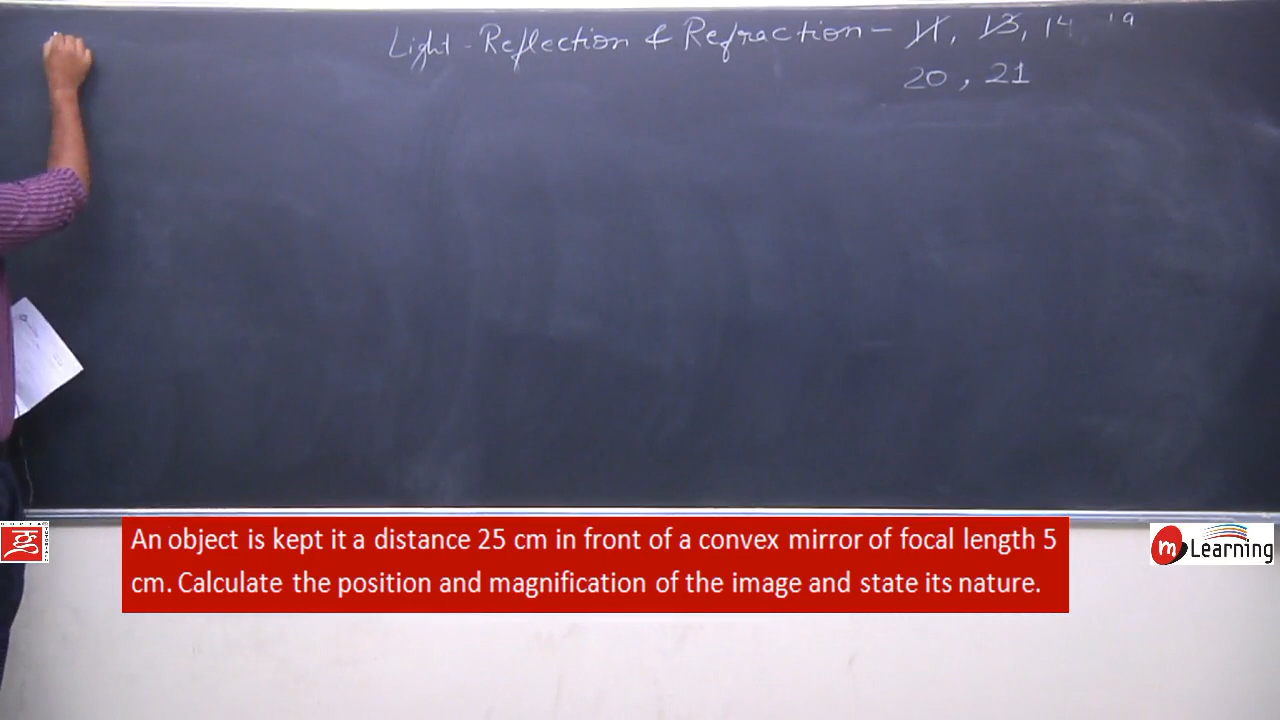 Light - Reflection & Refraction - 11, 13, 14, 19
20, 21
An object is kept it a distance 25 cm in front of a convex mirror of focal length 5
cm. Calculate the position and magnification of the image and state its nature.
m Learning